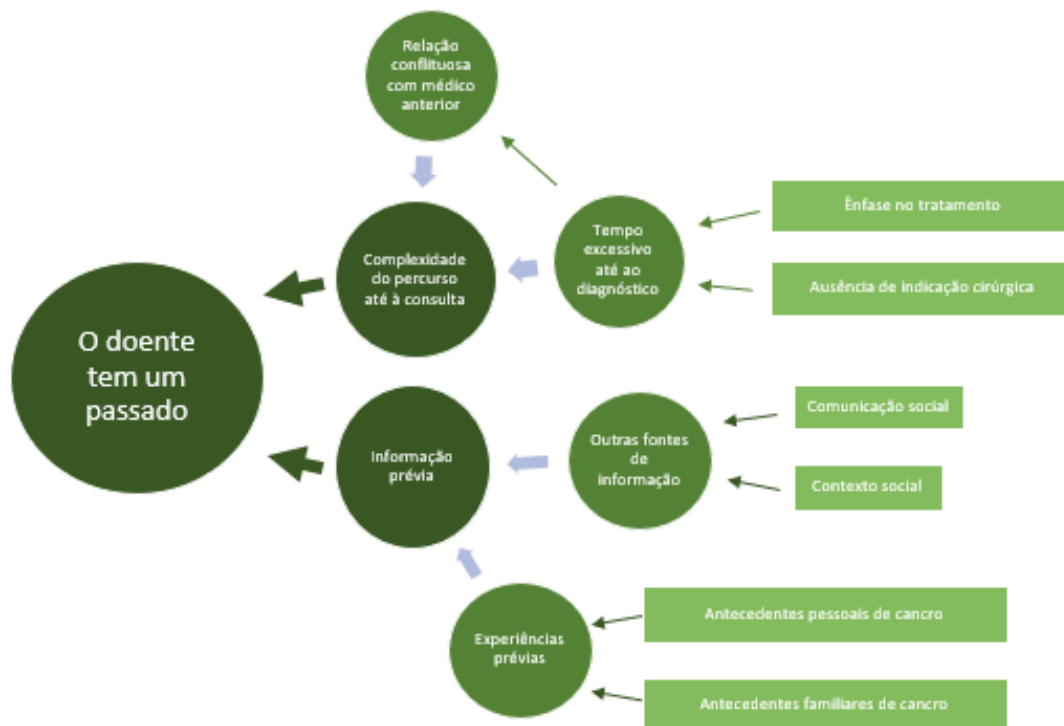 Relação
conflituosa
com médico
anterior
Ênfase no tratamento
Tempo
excessivo
até ao
diagnóstico
Complexidade
do percurso
até à consulta
Ausência de indicação cirúrgica
O doente
tem um
passado
Comunicação social
Outras fontes
de
informação
Informação
prévia
Contexto social
Antecedentes pessoais de cancro
Experiências
prévias
Antecedentes familiares de cancro